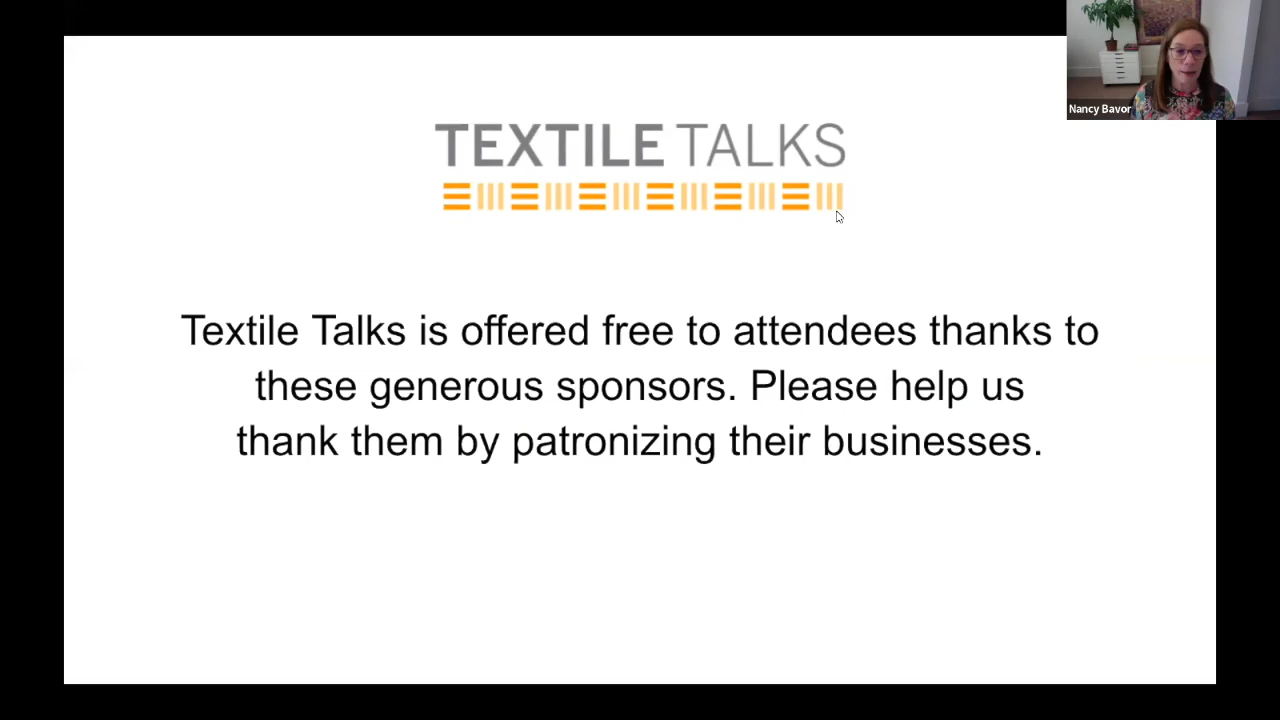 Nancy Bavor
TEXTILE TALKS
Textile Talks is offered free to attendees thanks to
these generous sponsors. Please help us
thank them by patronizing their businesses.